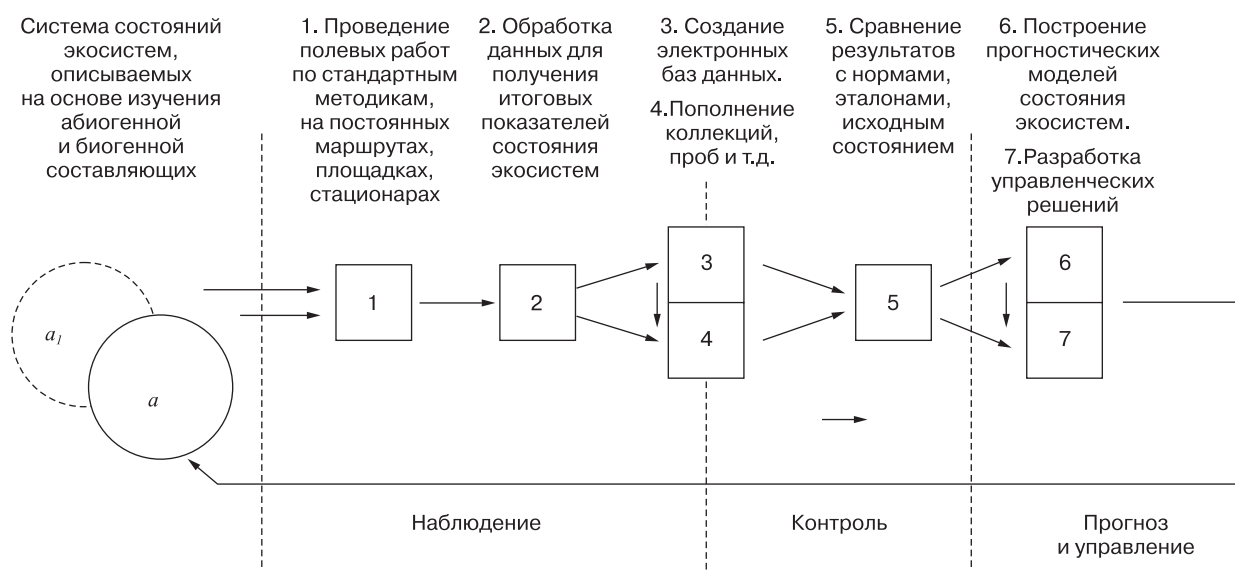 Система состояний
экосистем,
описываемых
на основе изучения
абиогенной
и биогенной
составляющих
1. Проведение
полевых работ
по стандартным
методикам,
на постоянных
маршрутах,
площадках,
стационарах
2. Обработка
данных для
получения
итоговых
показателей
состояния
экосистем
3. Создание
электронных
баз данных.
4.Пополнение
коллекций,
проб и т.д.
5. Сравнение
результатов
с нормами,
эталонами,
исходным
состоянием
6. Построение
прогностических
моделей
состояния
экосистем.
7.Разработка
управленческих
решений
a1
a
1
2
3
4
5
6
7
Наблюдение
Контроль
Прогноз
и управление